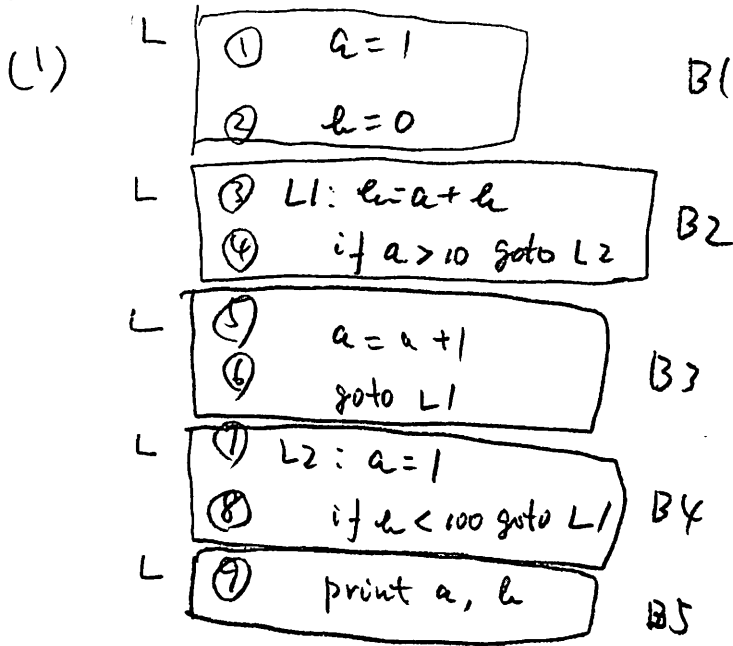 (1) L ① a = 1 B1
② b = 0
L ③ L1: b = a + b B2
④ if a > 10 goto L2
L ⑤ a = a + 1 B3
⑥ goto L1
L ⑦ L2: a = 1
⑧ if b < 100 goto L1 B4
L ⑨ print a, b B5